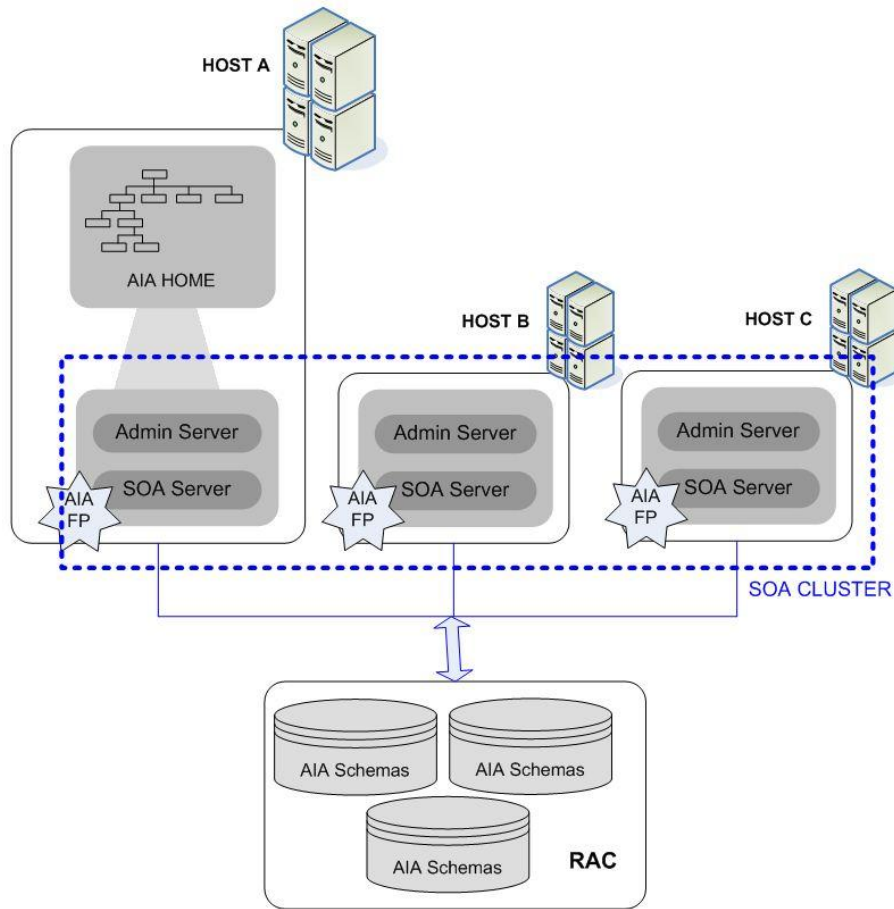 HOST A
AIA HOME
HOST B
HOST C
Admin Server
SOA Server
AIA
FP
Admin Server
SOA Server
AIA
FP
Admin Server
SOA Server
AIA
FP
SOA CLUSTER
AIA Schemas
AIA Schemas
AIA Schemas
RAC